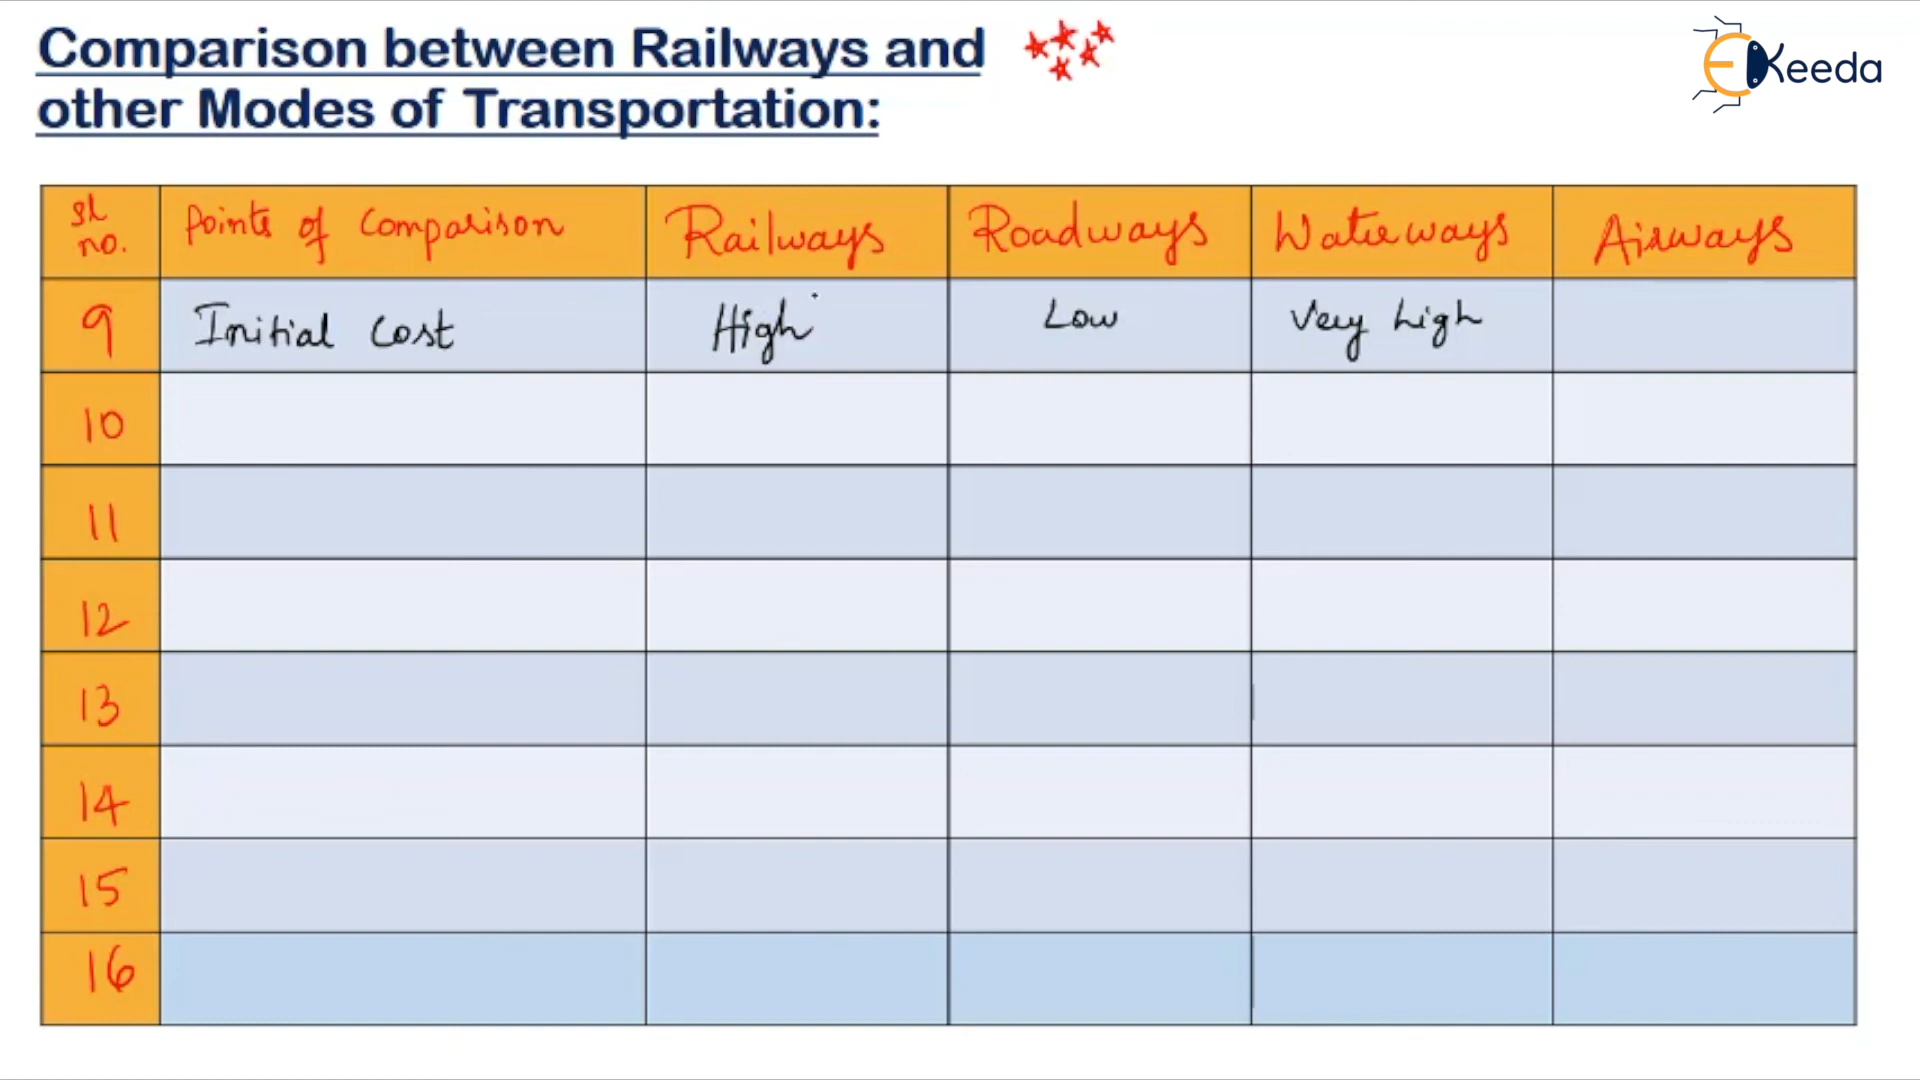 Comparison between Railways and
other Modes of Transportation:
EKeeda
Sl no. Points of Comparison Railways Roadways Waterways Airways
9 Initial Cost High Low Very high
10
11
12
13
14
15
16